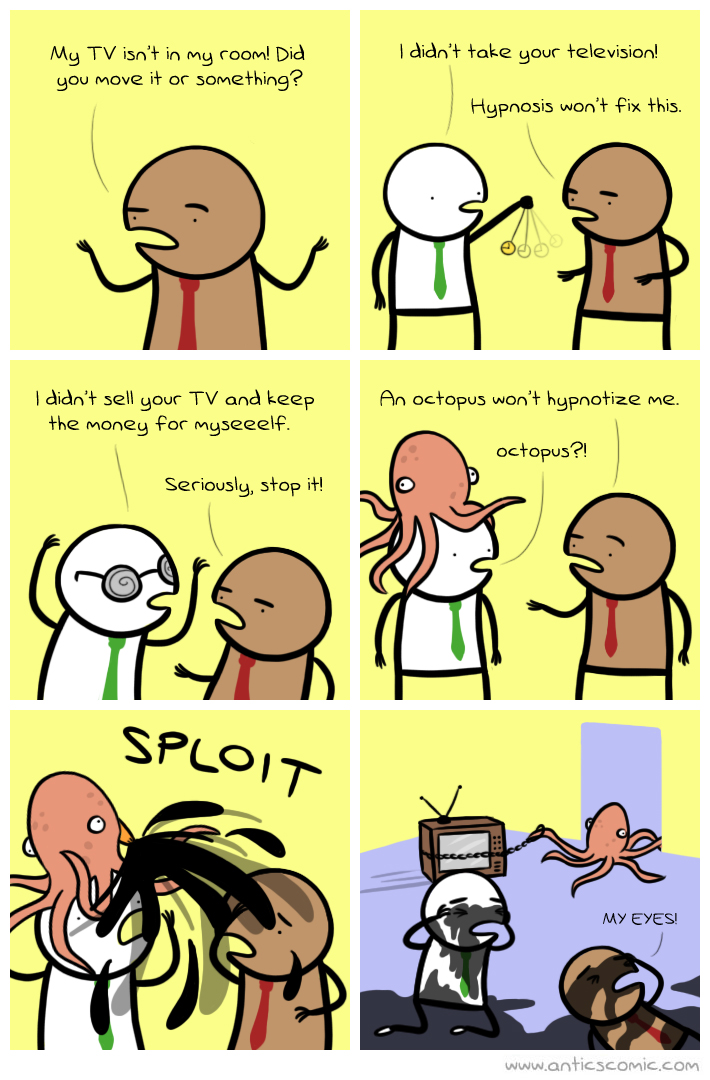 My TV isn't in my room! Did
you move it or something?
I didn't take your television!
Hypnosis won't fix this.
I didn't sell your TV and keep
the money for myseeelf.
Seriously, stop it!
An octopus won't hypnotize me.
octopus?!
SPLOIT
MY EYES!
www.anticscomic.com